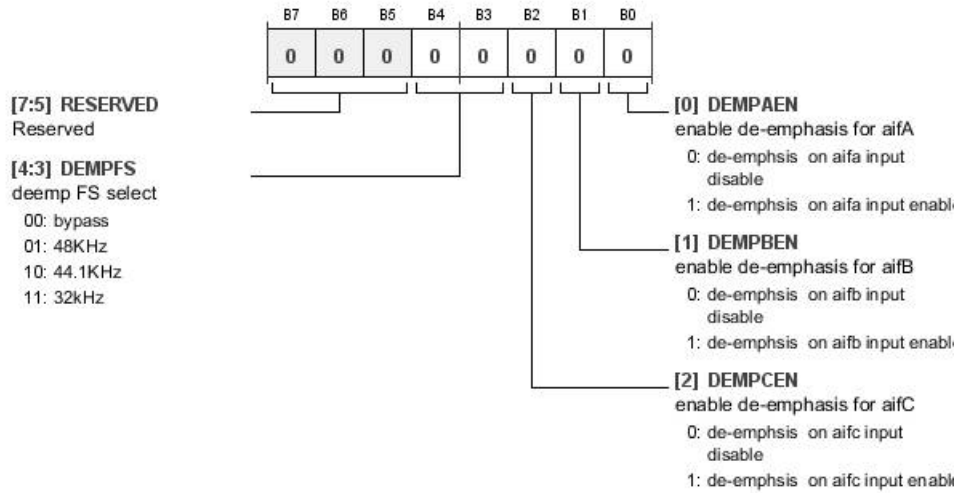 B7 B6 B5 B4 B3 B2 B1 B0
0 0 0 0 0 0 0 0
[7:5] RESERVED
Reserved
[4:3] DEMPFS
deemp FS select
00: bypass
01: 48KHz
10: 44.1KHz
11: 32kHz
[0] DEMPAEN
enable de-emphasis for aifA
0: de-emphsis on aifa input
disable
1: de-emphsis on aifa input enable
[1] DEMPBEN
enable de-emphasis for aifB
0: de-emphsis on aifb input
disable
1: de-emphsis on aifb input enable
[2] DEMPCEN
enable de-emphasis for aifC
0: de-emphsis on aifc input
disable
1: de-emphsis on aifc input enable